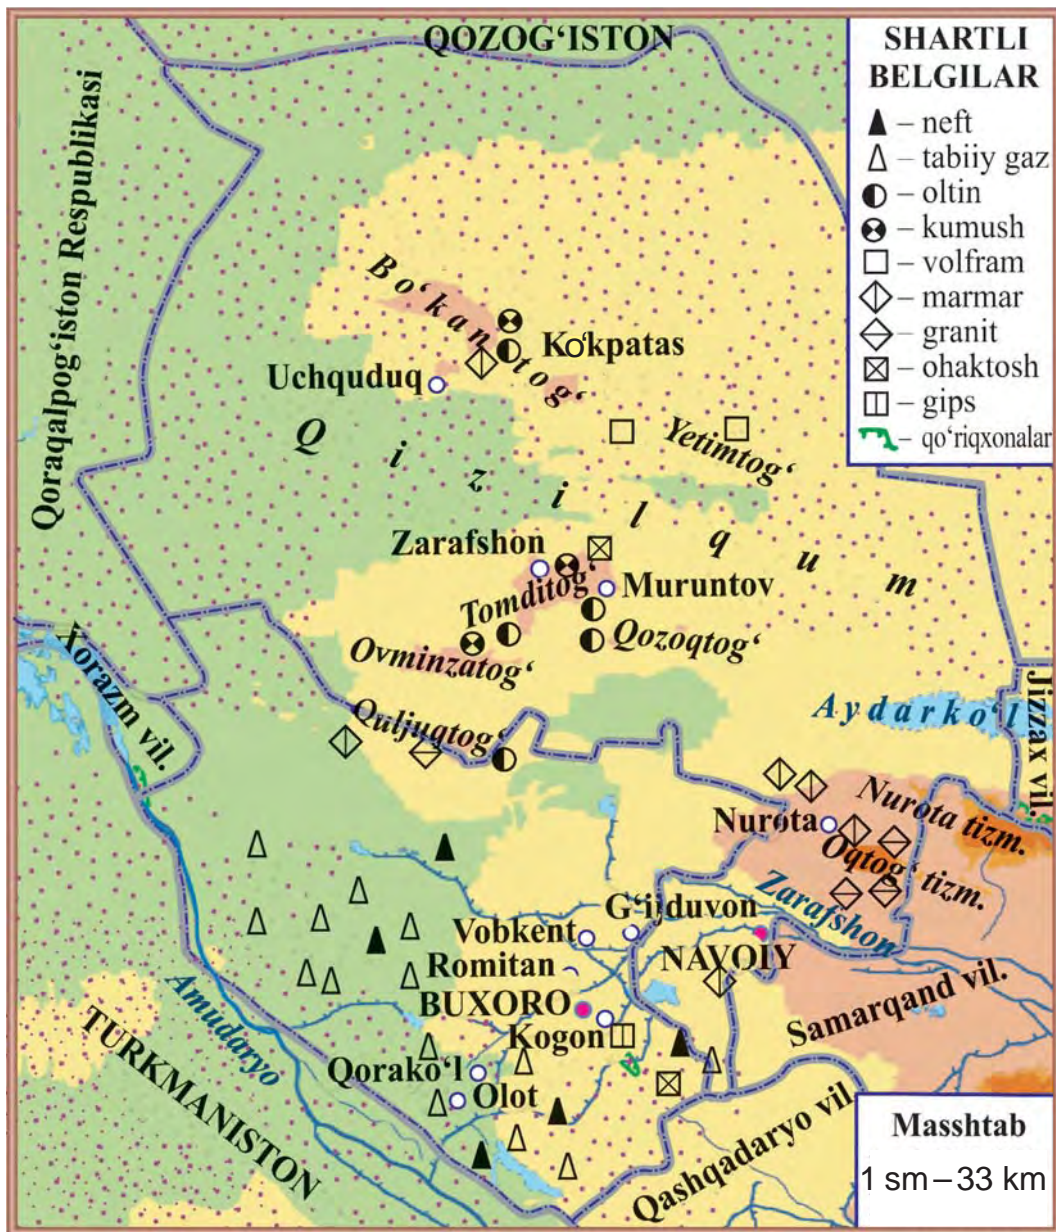 QOZOG‘ISTON
SHARTLI
BELGILAR
– neft
– tabiiy gaz
– oltin
– kumush
– volfram
– marmar
– granit
– ohaktosh
– gips
– qo‘riqxonalar
Qoraqalpog‘iston Respublikasi
Bo‘kantog‘
Ko‘kpatas
Uchquduq
Yetimtog‘
Qizilqum
Zarafshon
Tomditog‘
Muruntov
Qozoqtog‘
Ovminzatog‘
Xorazm vil.
Quljuqtog‘
Aydarko‘l
Jizzax vil.
Nurota
Nurota tizm.
Oqtog‘ tizm.
Zarafshon
G‘ijduvon
Vobkent
NAVOIY
Romitan
BUXORO
Samarqand vil.
Kogon
Amudaryo
TURKMANISTON
Qorako‘l
Olot
Qashqadaryo vil.
Masshtab
1 sm – 33 km